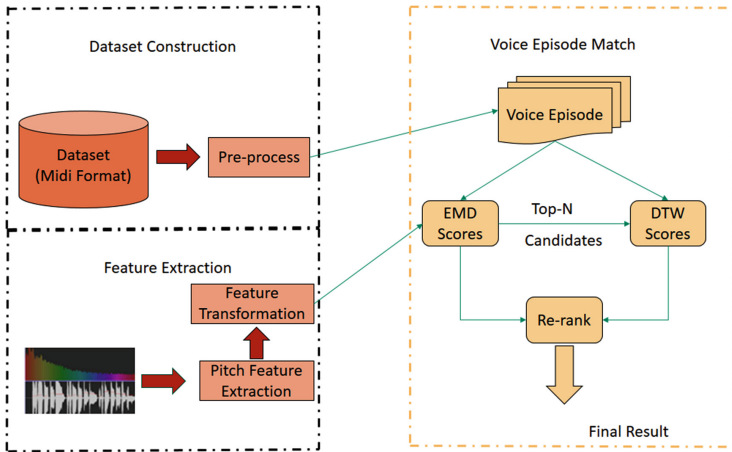 Dataset Construction
Dataset
(Midi Format)
Pre-process
Feature Extraction
Feature
Transformation
Pitch Feature
Extraction
Voice Episode Match
Voice Episode
EMD
Scores
Top-N
Candidates
DTW
Scores
Re-rank
Final Result